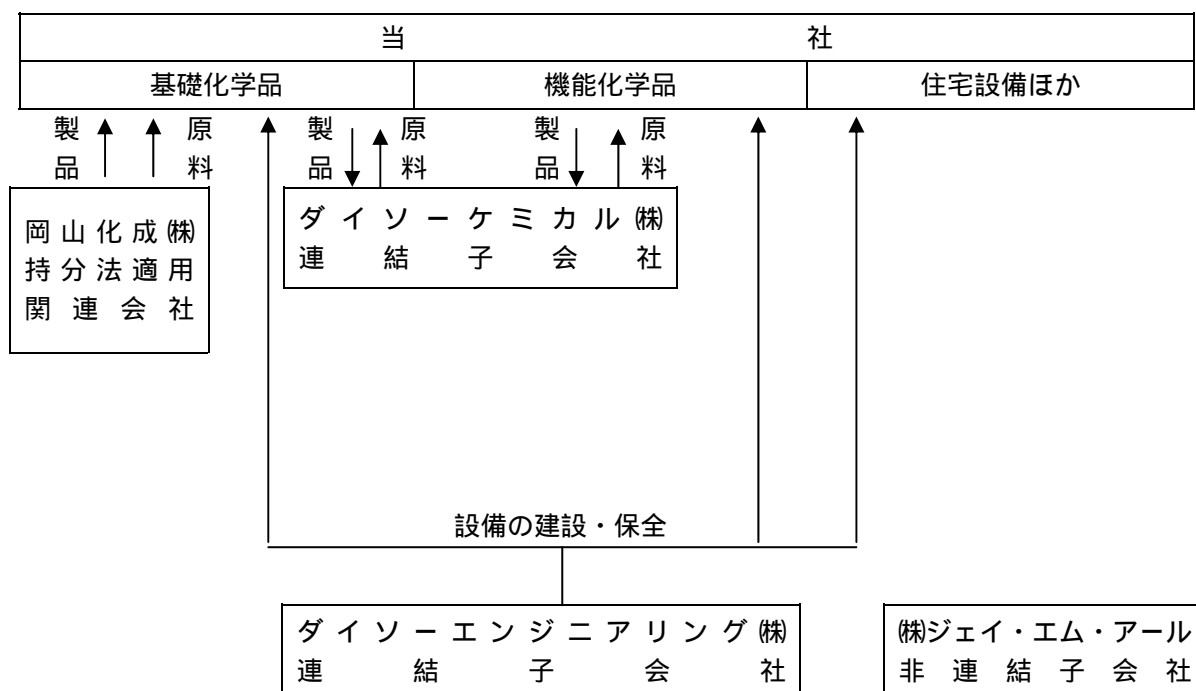 当社
基礎化学品 機能化学品 住宅設備ほか
製品 原料 製品 原料 製品 原料
岡山化成㈱
持分法適用
関連会社
ダイソーケミカル㈱
連結子会社
設備の建設・保全
ダイソーエンジニアリング㈱
連結子会社
㈱ジェイ・エム・アール
非連結子会社